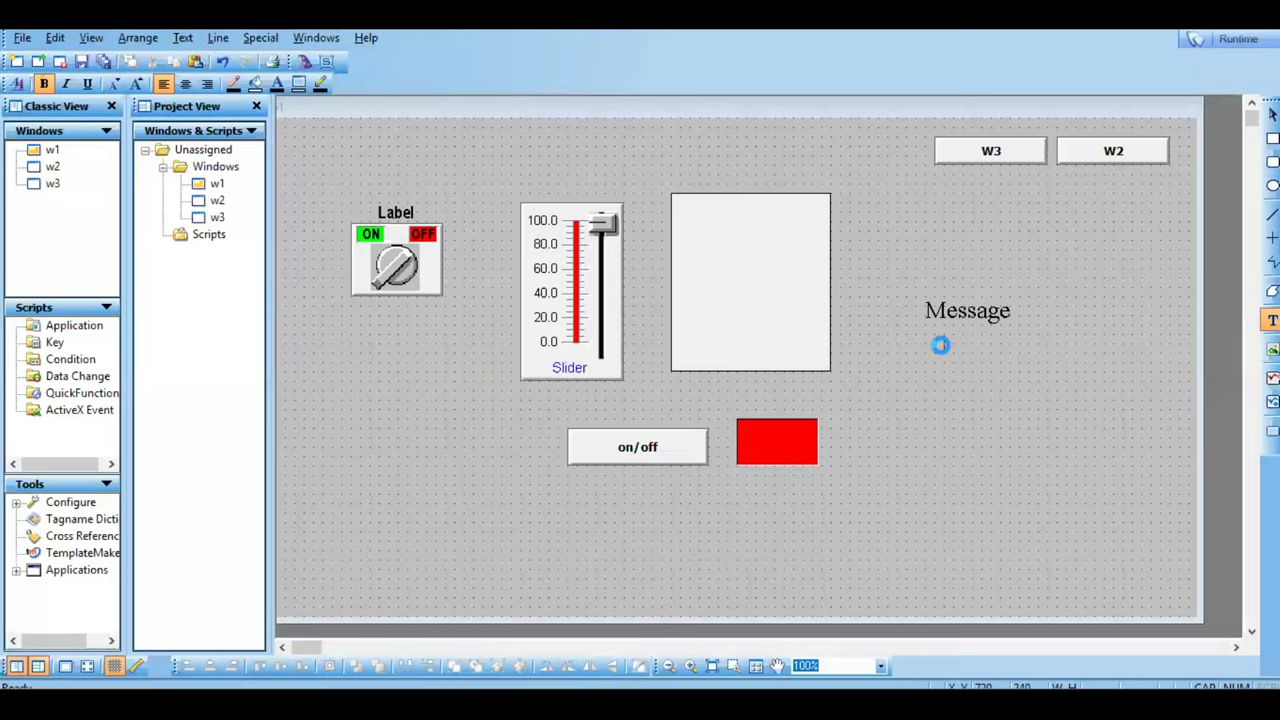 File Edit View Arrange Text Line Special Windows Help
Runtime
Classic View
Project View
Windows
w1
w2
w3
Windows & Scripts
Unassigned
Windows
w1
w2
w3
Scripts
Scripts
Application
Key
Condition
Data Change
QuickFunction
ActiveX Event
Tools
Configure
Tagname Dicti
Cross Referenc
TemplateMake
Applications
W3
W2
Label
ON
OFF
100.0
80.0
60.0
40.0
20.0
0.0
Slider
Message
on/off
100%